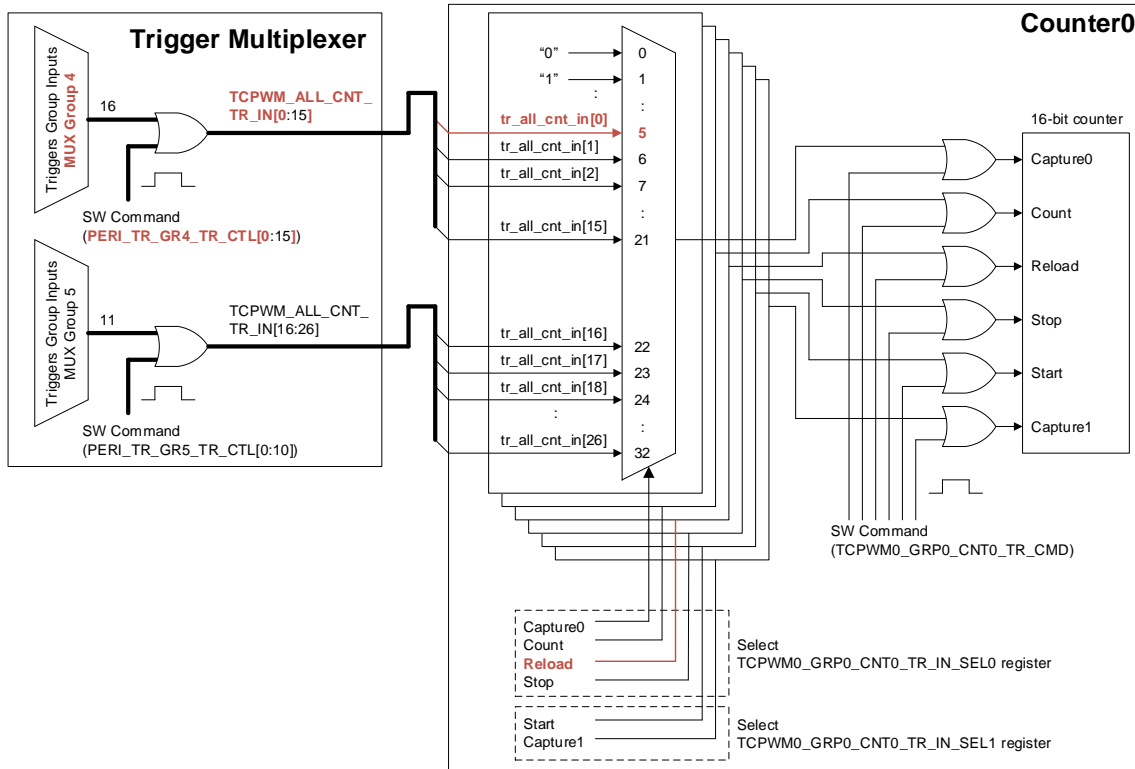 Trigger Multiplexer
Triggers Group Inputs
MUX Group 4
16
TCPWM_ALL_CNT_
TR_IN[0:15]
SW Command
(PERI_TR_GR4_TR_CTL[0:15])
Triggers Group Inputs
MUX Group 5
11
TCPWM_ALL_CNT_
TR_IN[16:26]
SW Command
(PERI_TR_GR5_TR_CTL[0:10])
Counter0
“0”
0
“1”
1
:
:
tr_all_cnt_in[0]
5
tr_all_cnt_in[1]
6
tr_all_cnt_in[2]
7
:
:
tr_all_cnt_in[15]
21
tr_all_cnt_in[16]
22
tr_all_cnt_in[17]
23
tr_all_cnt_in[18]
24
:
:
tr_all_cnt_in[26]
32
16-bit counter
Capture0
Count
Reload
Stop
Start
Capture1
SW Command
(TCPWM0_GRP0_CNT0_TR_CMD)
Capture0
Count
Reload
Stop
Select
TCPWM0_GRP0_CNT0_TR_IN_SEL0 register
Start
Capture1
Select
TCPWM0_GRP0_CNT0_TR_IN_SEL1 register